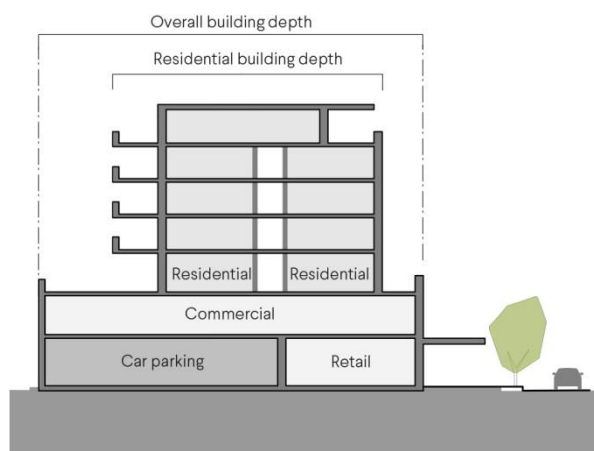 Overall building depth
Residential building depth
Residential Residential
Commercial
Car parking Retail